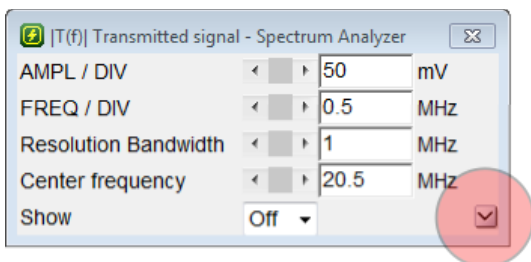 |T(f)| Transmitted signal - Spectrum Analyzer
AMPL / DIV 50 mV
FREQ / DIV 0.5 MHz
Resolution Bandwidth 1 MHz
Center frequency 20.5 MHz
Show Off